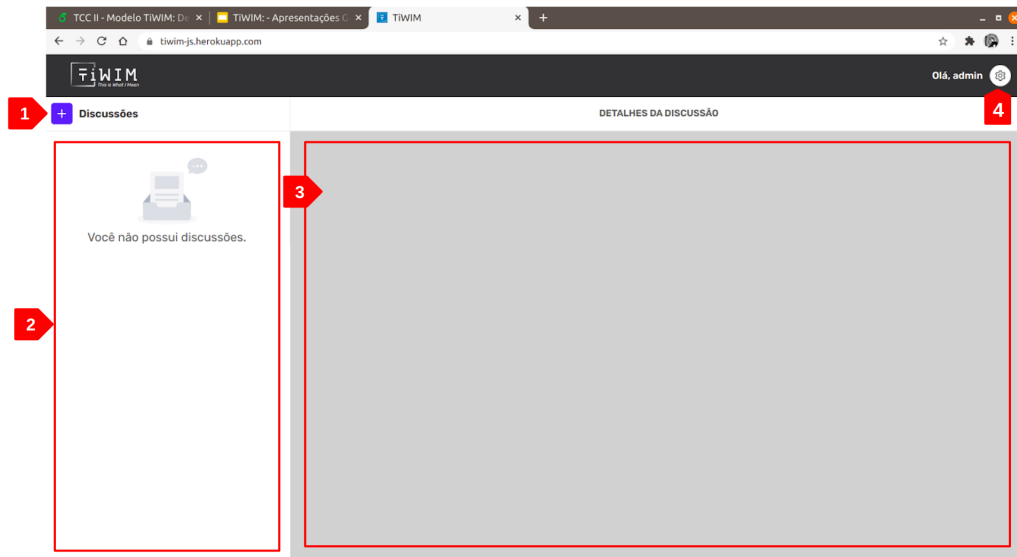 TCC II - Modelo TiWIM: De
TiWIM: - Apresentações G
TiWIM
tiwim-js.herokuapp.com
TiWIM
This is What I Mean
Olá, admin
1
Discussões
DETALHES DA DISCUSSÃO
4
3
Você não possui discussões.
2